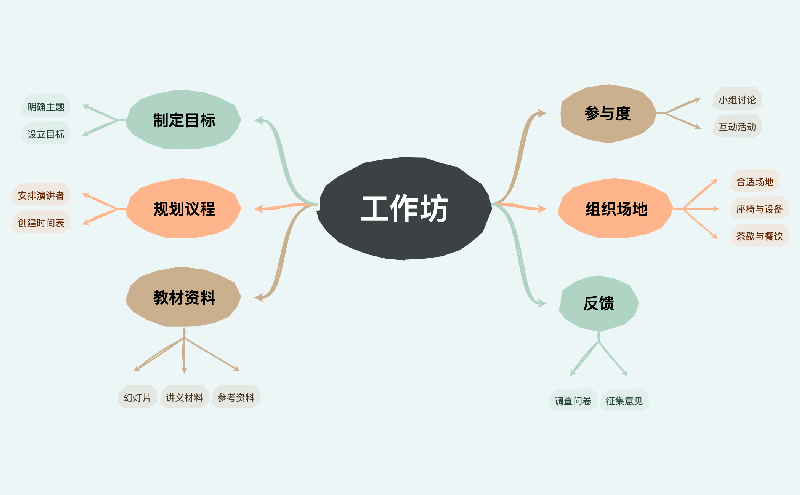 工作坊
制定目标
明确主题
设立目标
规划议程
安排演讲者
创建时间表
教材资料
幻灯片
讲义材料
参考资料
参与度
小组讨论
互动活动
组织场地
合适场地
座椅与设备
茶歇与餐饮
反馈
调查问卷
征集意见